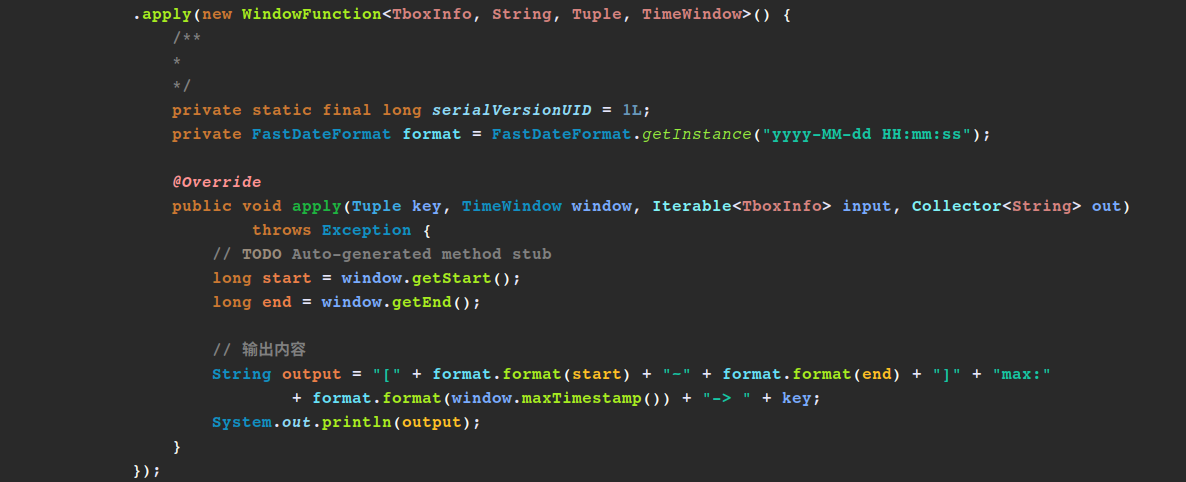 .apply(new WindowFunction<TboxInfo, String, Tuple, TimeWindow>() {
/**
*
*/
private static final long serialVersionUID = 1L;
private FastDateFormat format = FastDateFormat.getInstance("yyyy-MM-dd HH:mm:ss");
@Override
public void apply(Tuple key, TimeWindow window, Iterable<TboxInfo> input, Collector<String> out)
throws Exception {
// TODO Auto-generated method stub
long start = window.getStart();
long end = window.getEnd();
// 输出内容
String output = "[" + format.format(start) + "-" + format.format(end) + "]" + "max:"
+ format.format(window.maxTimestamp()) + "-> " + key;
System.out.println(output);
}
});